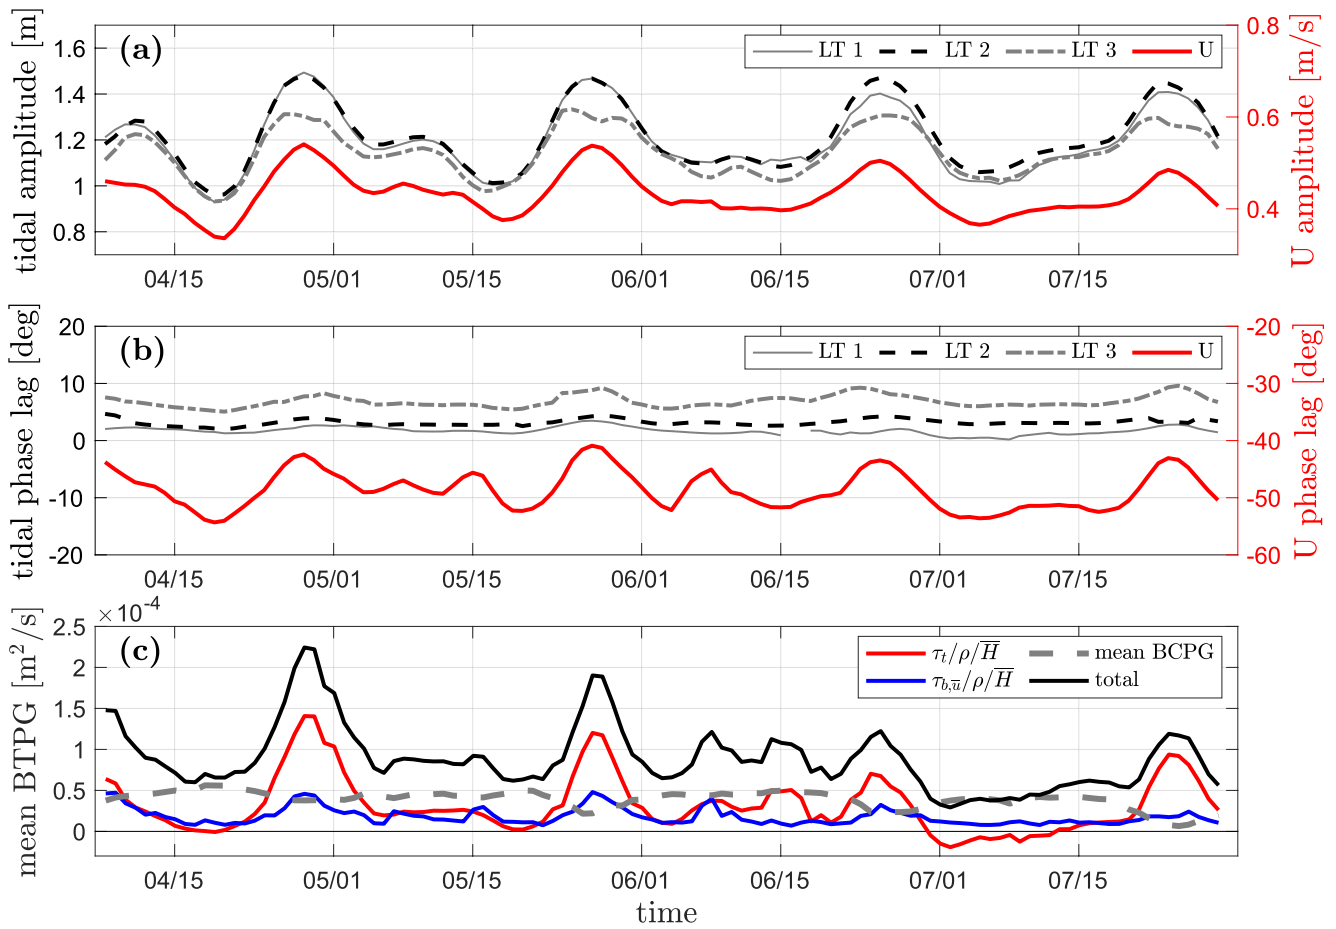 (a)
LT 1 LT 2 LT 3 U
tidal amplitude [m]
1.6
1.4
1.2
1
0.8
U amplitude [m/s]
0.8
0.6
0.4
04/15 05/01 05/15 06/01 06/15 07/01 07/15
(b)
LT 1 LT 2 LT 3 U
tidal phase lag [deg]
20
10
0
-10
-20
U phase lag [deg]
-20
-30
-40
-50
-60
04/15 05/01 05/15 06/01 06/15 07/01 07/15
×10⁻⁴
(c)
τₜ/ρ/H̅ mean BCPG
τ_{b,u̅}/ρ/H̅ total
mean BTPG [m²/s]
2.5
2
1.5
1
0.5
0
04/15 05/01 05/15 06/01 06/15 07/01 07/15
time